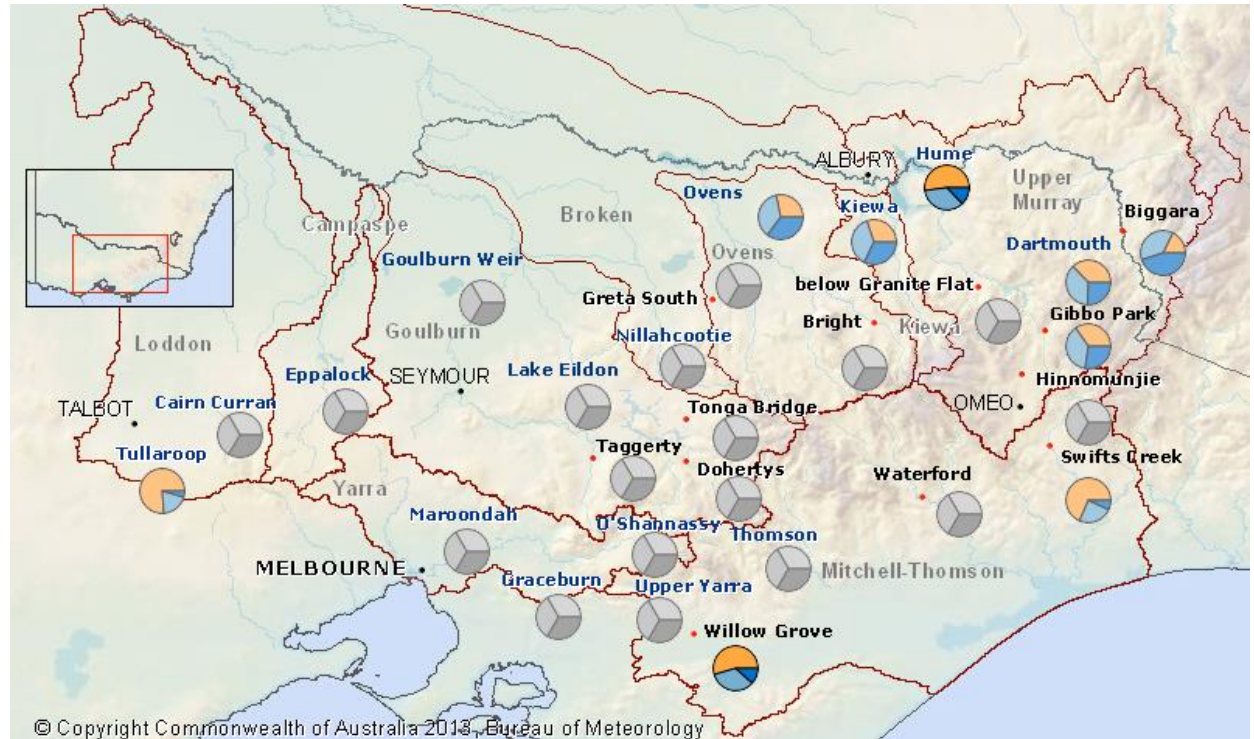 ALBURY
Hume
Upper
Murray
Ovens
Kiewa
Biggara
Campaspe
Broken
Dartmouth
Goulburn Weir
Ovens
below Granite Flat
Greta South
Gibbo Park
Bright
Kiewa
Goulburn
Nillahcootie
Loddon
Eppalock
SEYMOUR
Lake Eildon
Hinnomunjie
TALBOT
Cairn Curran
Tonga Bridge
OMEO
Taggerty
Tullaroop
Dohertys
Swifts Creek
Waterford
Yarra
Maroondah
O'Shannassy
Thomson
MELBOURNE
Mitchell-Thomson
Graceburn
Upper Yarra
Willow Grove
© Copyright Commonwealth of Australia 2013, Bureau of Meteorology